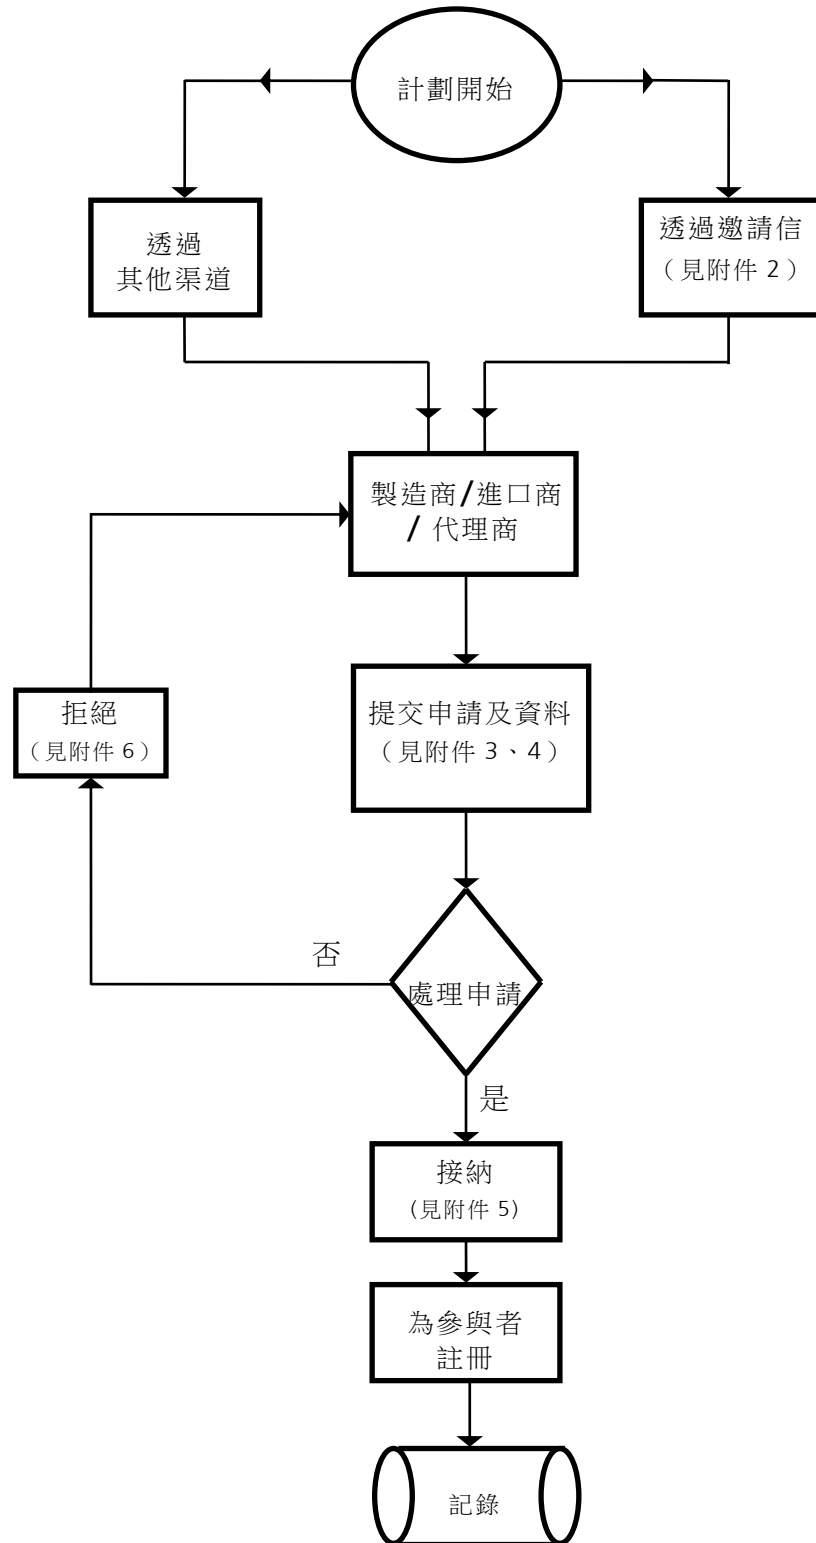 計劃開始
透過
其他渠道
透過邀請信
（見附件 2）
製造商/進口商
/ 代理商
拒絕
（見附件 6）
提交申請及資料
（見附件 3、4）
否
處理申請
是
接納
(見附件 5)
為參與者
註冊
記錄